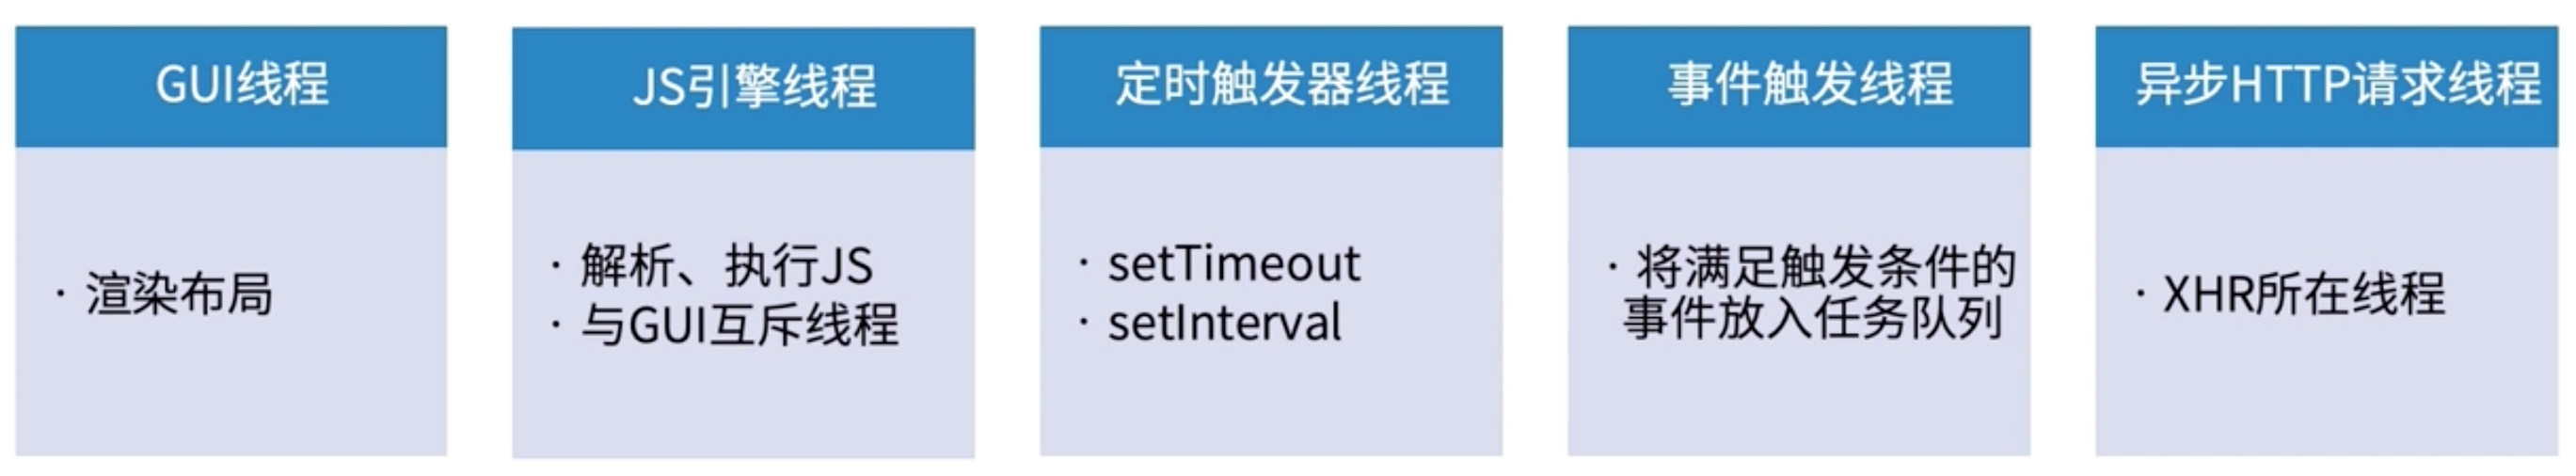 GUI线程
· 渲染布局
JS引擎线程
· 解析、执行JS
· 与GUI互斥线程
定时触发器线程
· setTimeout
· setInterval
事件触发线程
· 将满足触发条件的
事件放入任务队列
异步HTTP请求线程
· XHR所在线程